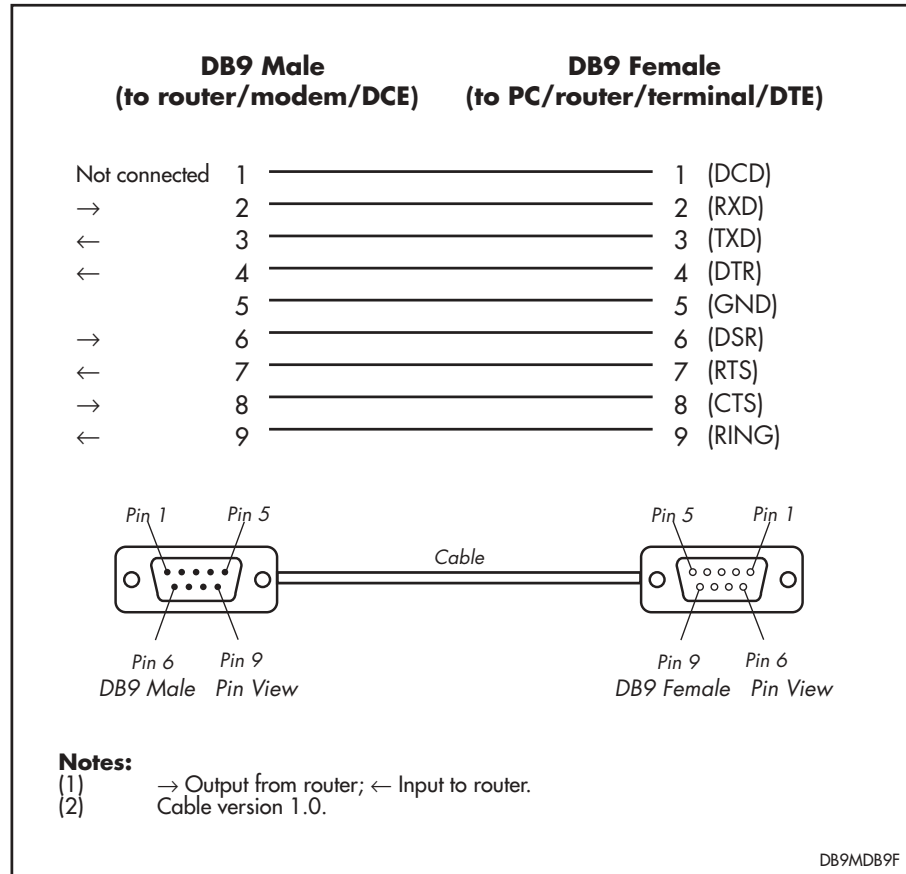 DB9 Male DB9 Female
(to router/modem/DCE) (to PC/router/terminal/DTE)
Not connected 1 1 (DCD)
→ 2 2 (RXD)
← 3 3 (TXD)
← 4 4 (DTR)
5 5 (GND)
→ 6 6 (DSR)
← 7 7 (RTS)
→ 8 8 (CTS)
← 9 9 (RING)
Pin 1 Pin 5 Pin 5 Pin 1
Cable
Pin 6 Pin 9 Pin 9 Pin 6
DB9 Male Pin View DB9 Female Pin View
Notes:
(1) → Output from router; ← Input to router.
(2) Cable version 1.0.
DB9MDB9F